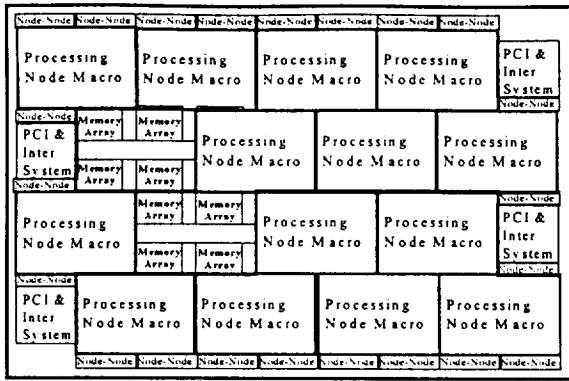 Node-Node Node-Node Node-Node Node-Node Node-Node Node-Node Node-Node Node-Node
Processing
Node Macro
Processing
Node Macro
Processing
Node Macro
Processing
Node Macro
PCI &
Inter
System
Node-Node
Node-Node
PCI &
Inter
System
Node-Node
Memory
Array
Memory
Array
Memory
Array
Memory
Array
Processing
Node Macro
Processing
Node Macro
Processing
Node Macro
Processing
Node Macro
Memory
Array
Memory
Array
Memory
Array
Memory
Array
Processing
Node Macro
Processing
Node Macro
Node-Node
PCI &
Inter
System
Node-Node
Node-Node
PCI &
Inter
System
Processing
Node Macro
Processing
Node Macro
Processing
Node Macro
Processing
Node Macro
Node-Node Node-Node Node-Node Node-Node Node-Node Node-Node Node-Node Node-Node